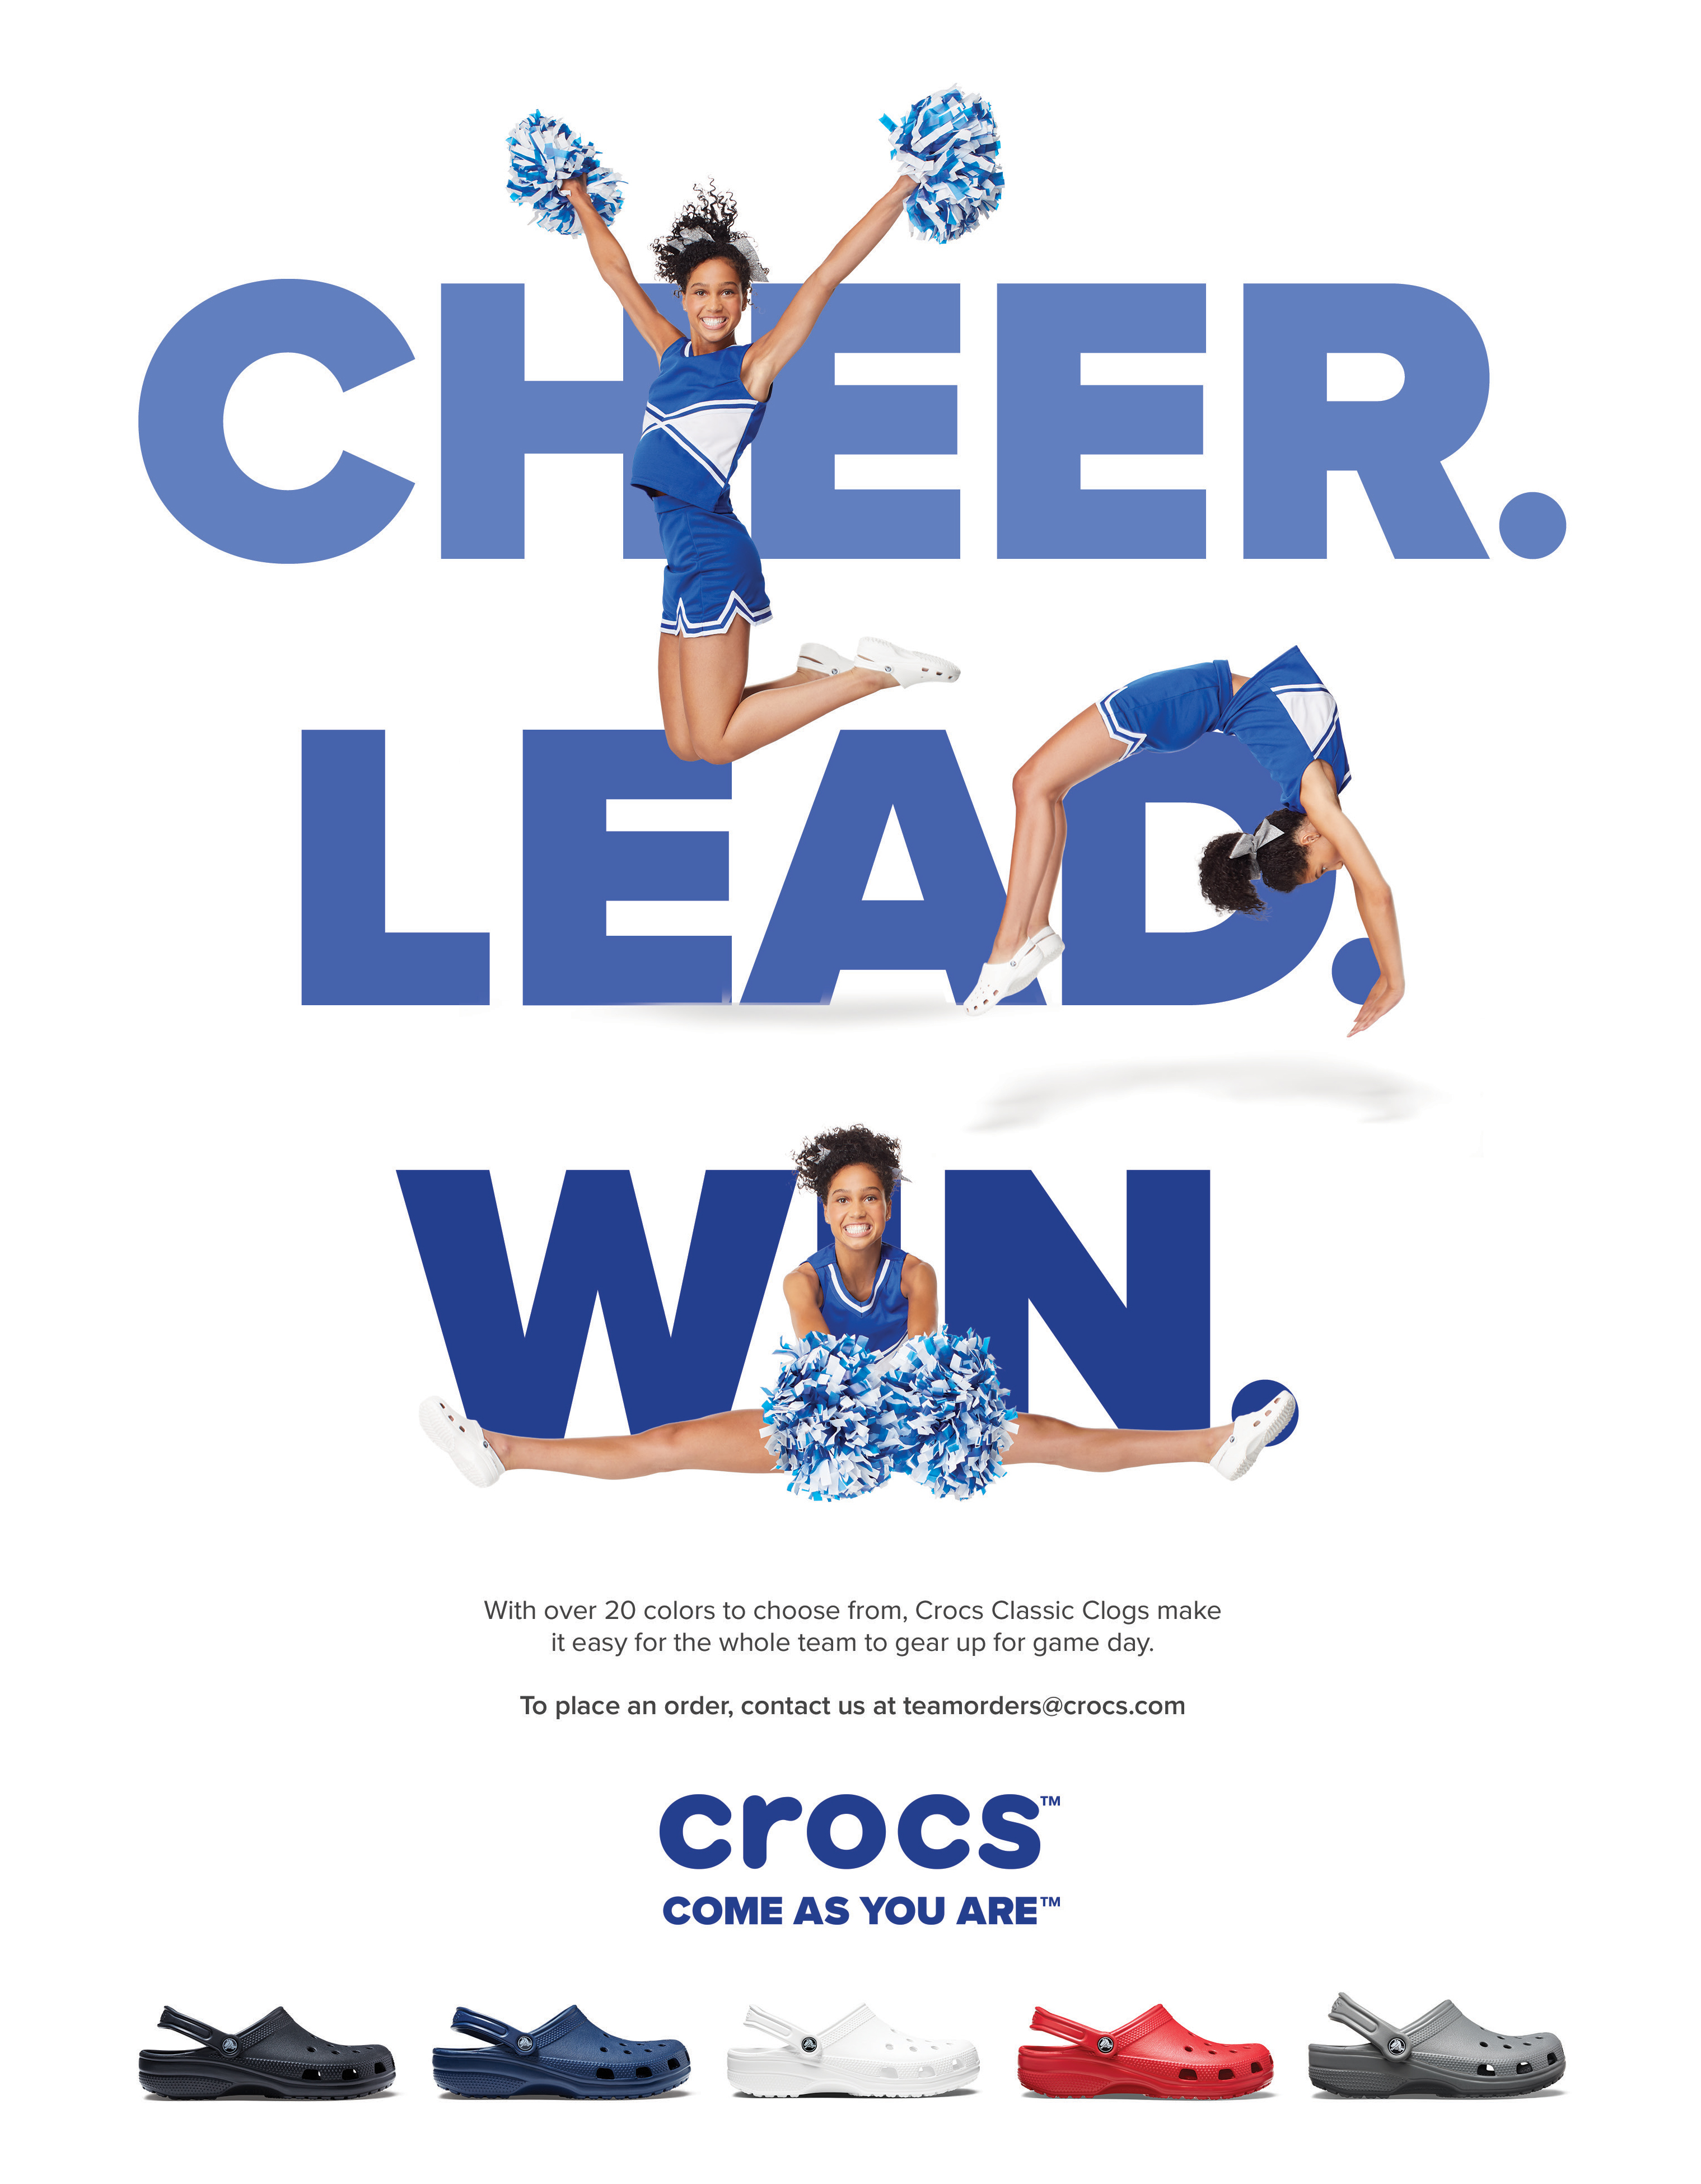 CHEER.
LEAD.
WIN.
With over 20 colors to choose from, Crocs Classic Clogs make
it easy for the whole team to gear up for game day.
To place an order, contact us at teamorders@crocs.com
crocs™
COME AS YOU ARE™